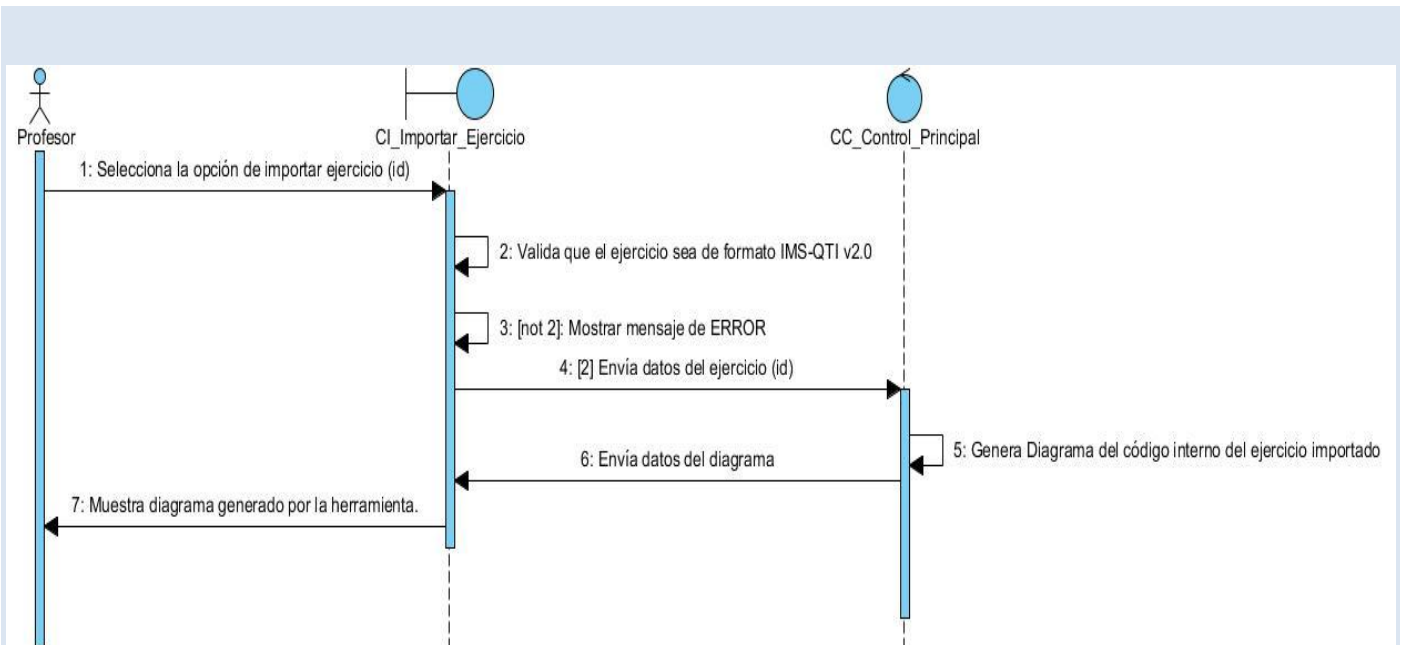 Profesor
CI_Importar_Ejercicio
CC_Control_Principal
1: Selecciona la opción de importar ejercicio (id)
2: Valida que el ejercicio sea de formato IMS-QTI v2.0
3: [not 2]: Mostrar mensaje de ERROR
4: [2] Envía datos del ejercicio (id)
5: Genera Diagrama del código interno del ejercicio importado
6: Envía datos del diagrama
7: Muestra diagrama generado por la herramienta.